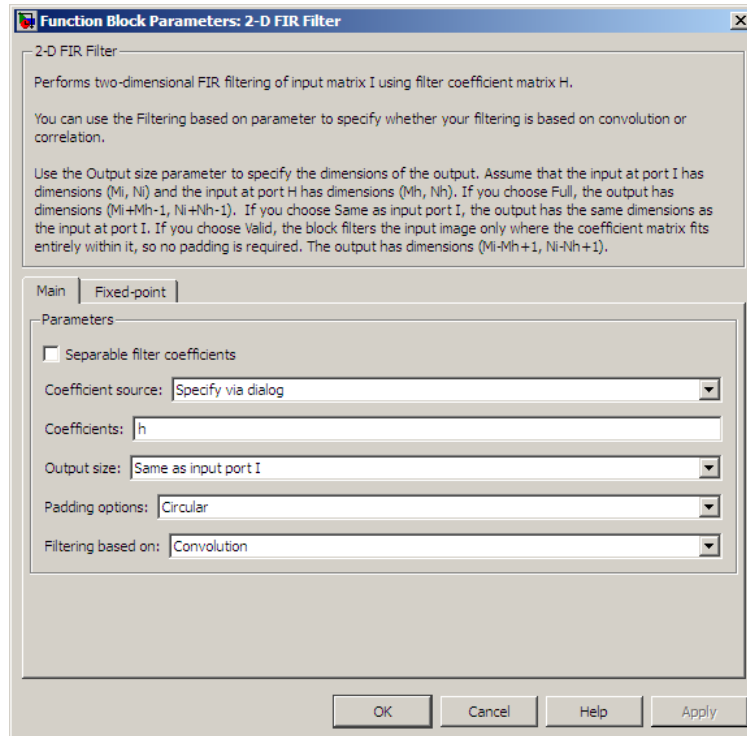 Function Block Parameters: 2-D FIR Filter
2-D FIR Filter
Performs two-dimensional FIR filtering of input matrix I using filter coefficient matrix H.
You can use the Filtering based on parameter to specify whether your filtering is based on convolution or
correlation.
Use the Output size parameter to specify the dimensions of the output. Assume that the input at port I has
dimensions (Mi, Ni) and the input at port H has dimensions (Mh, Nh). If you choose Full, the output has
dimensions (Mi+Mh-1, Ni+Nh-1). If you choose Same as input port I, the output has the same dimensions as
the input at port I. If you choose Valid, the block filters the input image only where the coefficient matrix fits
entirely within it, so no padding is required. The output has dimensions (Mi-Mh+1, Ni-Nh+1).
Main Fixed-point
Parameters
Separable filter coefficients
Coefficient source: Specify via dialog
Coefficients: h
Output size: Same as input port I
Padding options: Circular
Filtering based on: Convolution
OK Cancel Help Apply